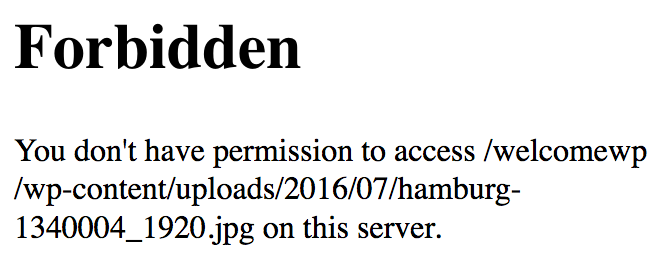 Forbidden
You don't have permission to access /welcomewp
/wp-content/uploads/2016/07/hamburg-
1340004_1920.jpg on this server.